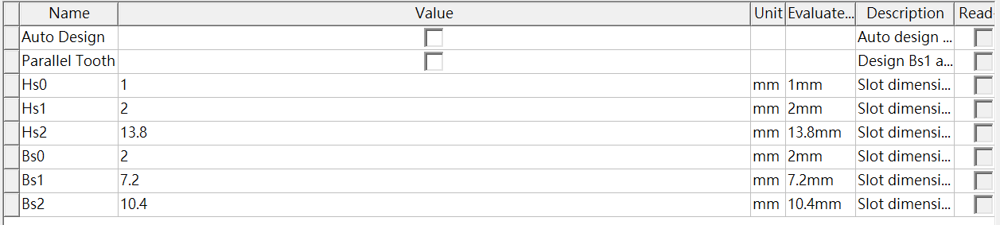 Name Value Unit Evaluate... Description Read-
Auto Design Auto design ...
Parallel Tooth Design Bs1 a...
Hs0 1 mm 1mm Slot dimensi...
Hs1 2 mm 2mm Slot dimensi...
Hs2 13.8 mm 13.8mm Slot dimensi...
Bs0 2 mm 2mm Slot dimensi...
Bs1 7.2 mm 7.2mm Slot dimensi...
Bs2 10.4 mm 10.4mm Slot dimensi...